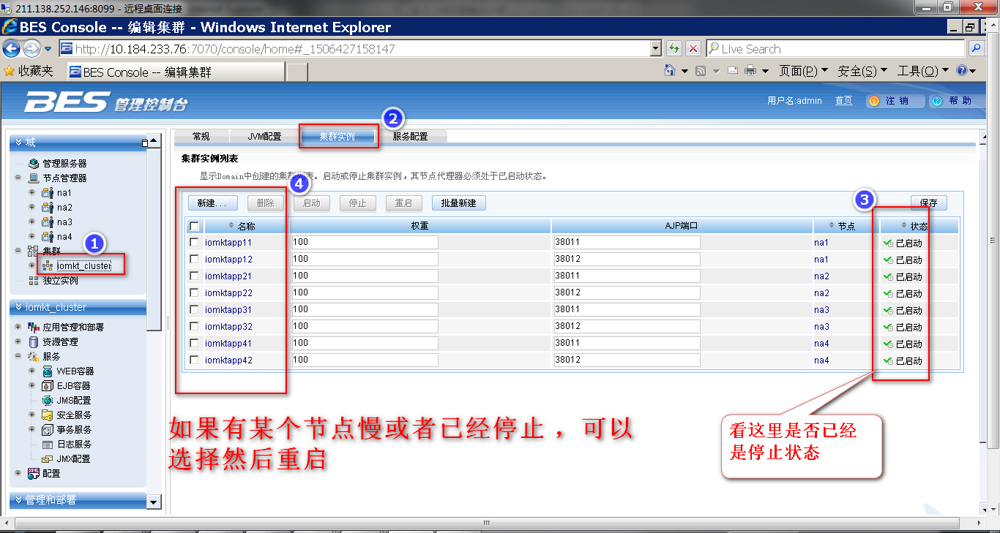 211.138.252.146:8099 - 远程桌面连接
BES Console -- 编辑集群 - Windows Internet Explorer
http://10.184.233.76:7070/console/home#_1506427158147
Live Search
收藏夹
BES Console -- 编辑集群
页面(P)
安全(S)
工具(O)
BES 管理控制台
用户名:admin 首页 注 销 帮 助
域
管理服务器
节点管理器
na1
na2
na3
na4
1
集群
iomkt_cluster
独立实例
iomkt_cluster
应用管理和部署
资源管理
服务
WEB容器
EJB容器
JMS配置
安全服务
事务服务
日志服务
JMX配置
配置
管理和部署
常规 JVM配置 集群实例 服务配置
2
集群实例列表
显示Domain中创建的集群列表。启动或停止集群实例，其节点代理器必须处于已启动状态。
4
3
新建... 删除 启动 停止 重启 批量新建 保存
名称 权重 AJP端口 节点 状态
iomktapp11 100 38011 na1 已启动
iomktapp12 100 38012 na1 已启动
iomktapp21 100 38011 na2 已启动
iomktapp22 100 38012 na2 已启动
iomktapp31 100 38011 na3 已启动
iomktapp32 100 38012 na3 已启动
iomktapp41 100 38011 na4 已启动
iomktapp42 100 38012 na4 已启动
如果有某个节点慢或者已经停止，可以
选择然后重启
看这里是否已经
是停止状态